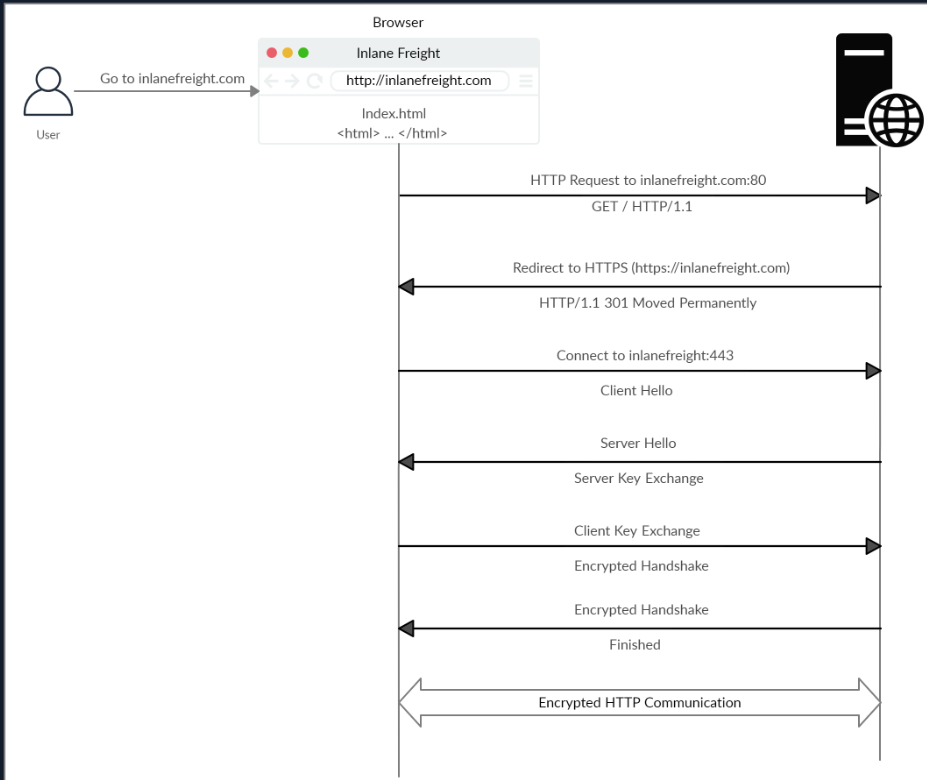 Browser
Inlane Freight
Go to inlanefreight.com
http://inlanefreight.com
User
Index.html
<html> ... </html>
HTTP Request to inlanefreight.com:80
GET / HTTP/1.1
Redirect to HTTPS (https://inlanefreight.com)
HTTP/1.1 301 Moved Permanently
Connect to inlanefreight:443
Client Hello
Server Hello
Server Key Exchange
Client Key Exchange
Encrypted Handshake
Encrypted Handshake
Finished
Encrypted HTTP Communication